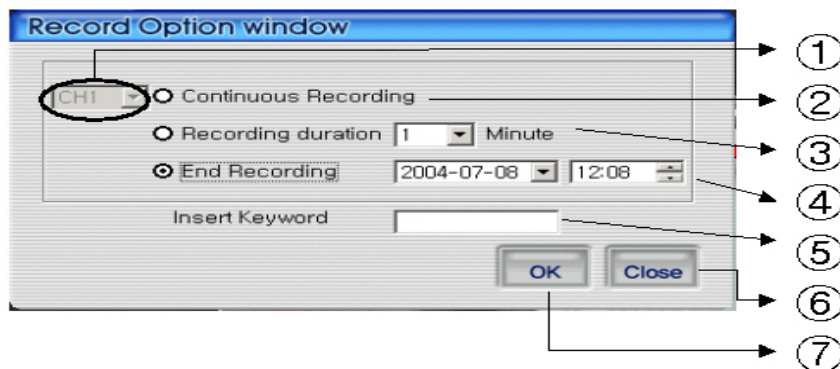 Record Option window
①
CH1 Continuous Recording
②
Recording duration 1 Minute
③
End Recording 2004-07-08 12:08
④
Insert Keyword
⑤
OK Close
⑥
⑦